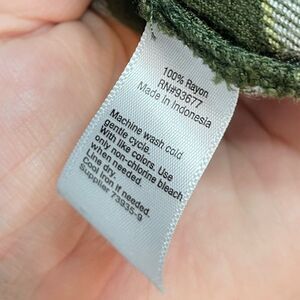 100% Rayon
RN#93677
Made in Indonesia
Machine wash cold
gentle cycle.
With like colors. Use
only non-chlorine bleach
when needed.
Line dry.
Cool iron if needed.
Supplier 73935-9